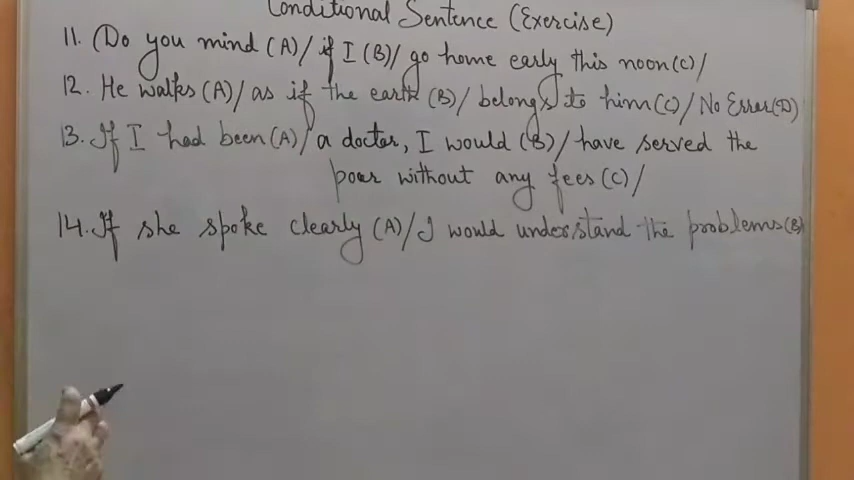 Conditional Sentence (Exercise)
11. (Do you mind (A)/ if I (B)/ go home early this noon (C)/
12. He walks (A)/ as if the earth (B)/ belongs to him (C)/ No Error (D)
13. If I had been (A)/ a doctor, I would (B)/ have served the
poor without any fees (C)/
14. If she spoke clearly (A)/ I would understand the problems (B)